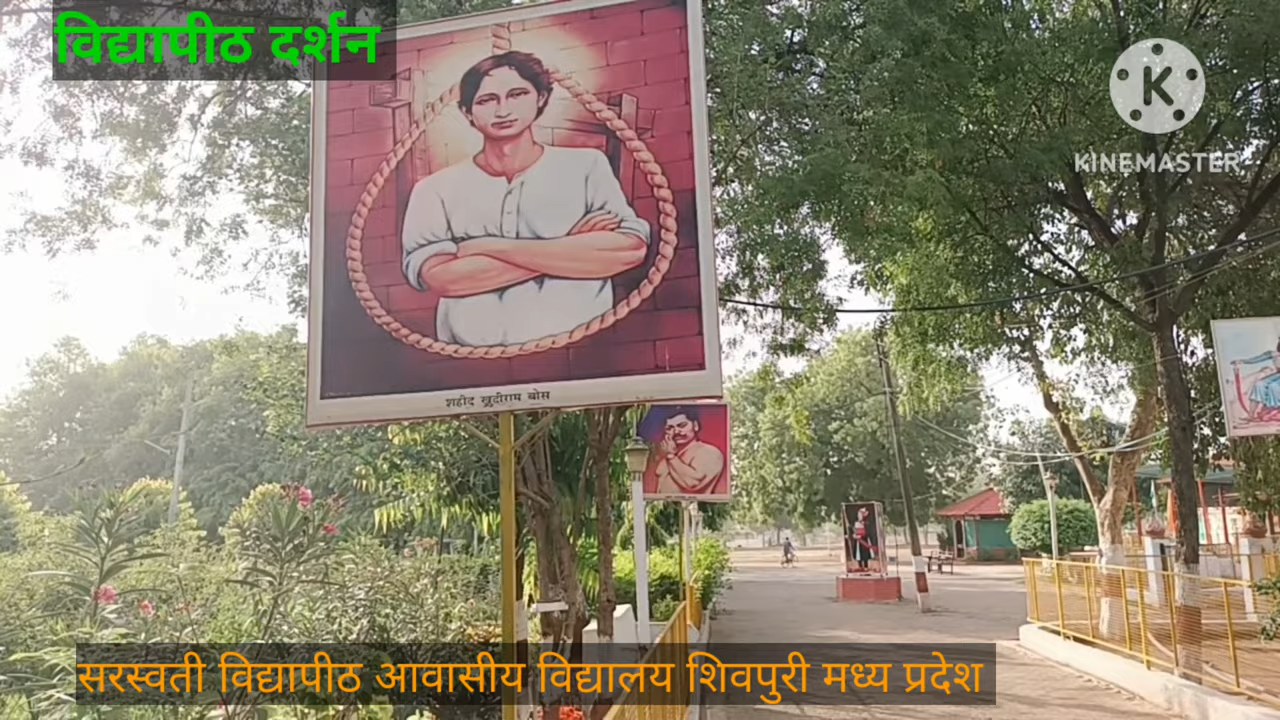 विद्यापीठ दर्शन
KINEMASTER
शहीद खुदीराम बोस
सरस्वती विद्यापीठ आवासीय विद्यालय शिवपुरी मध्य प्रदेश